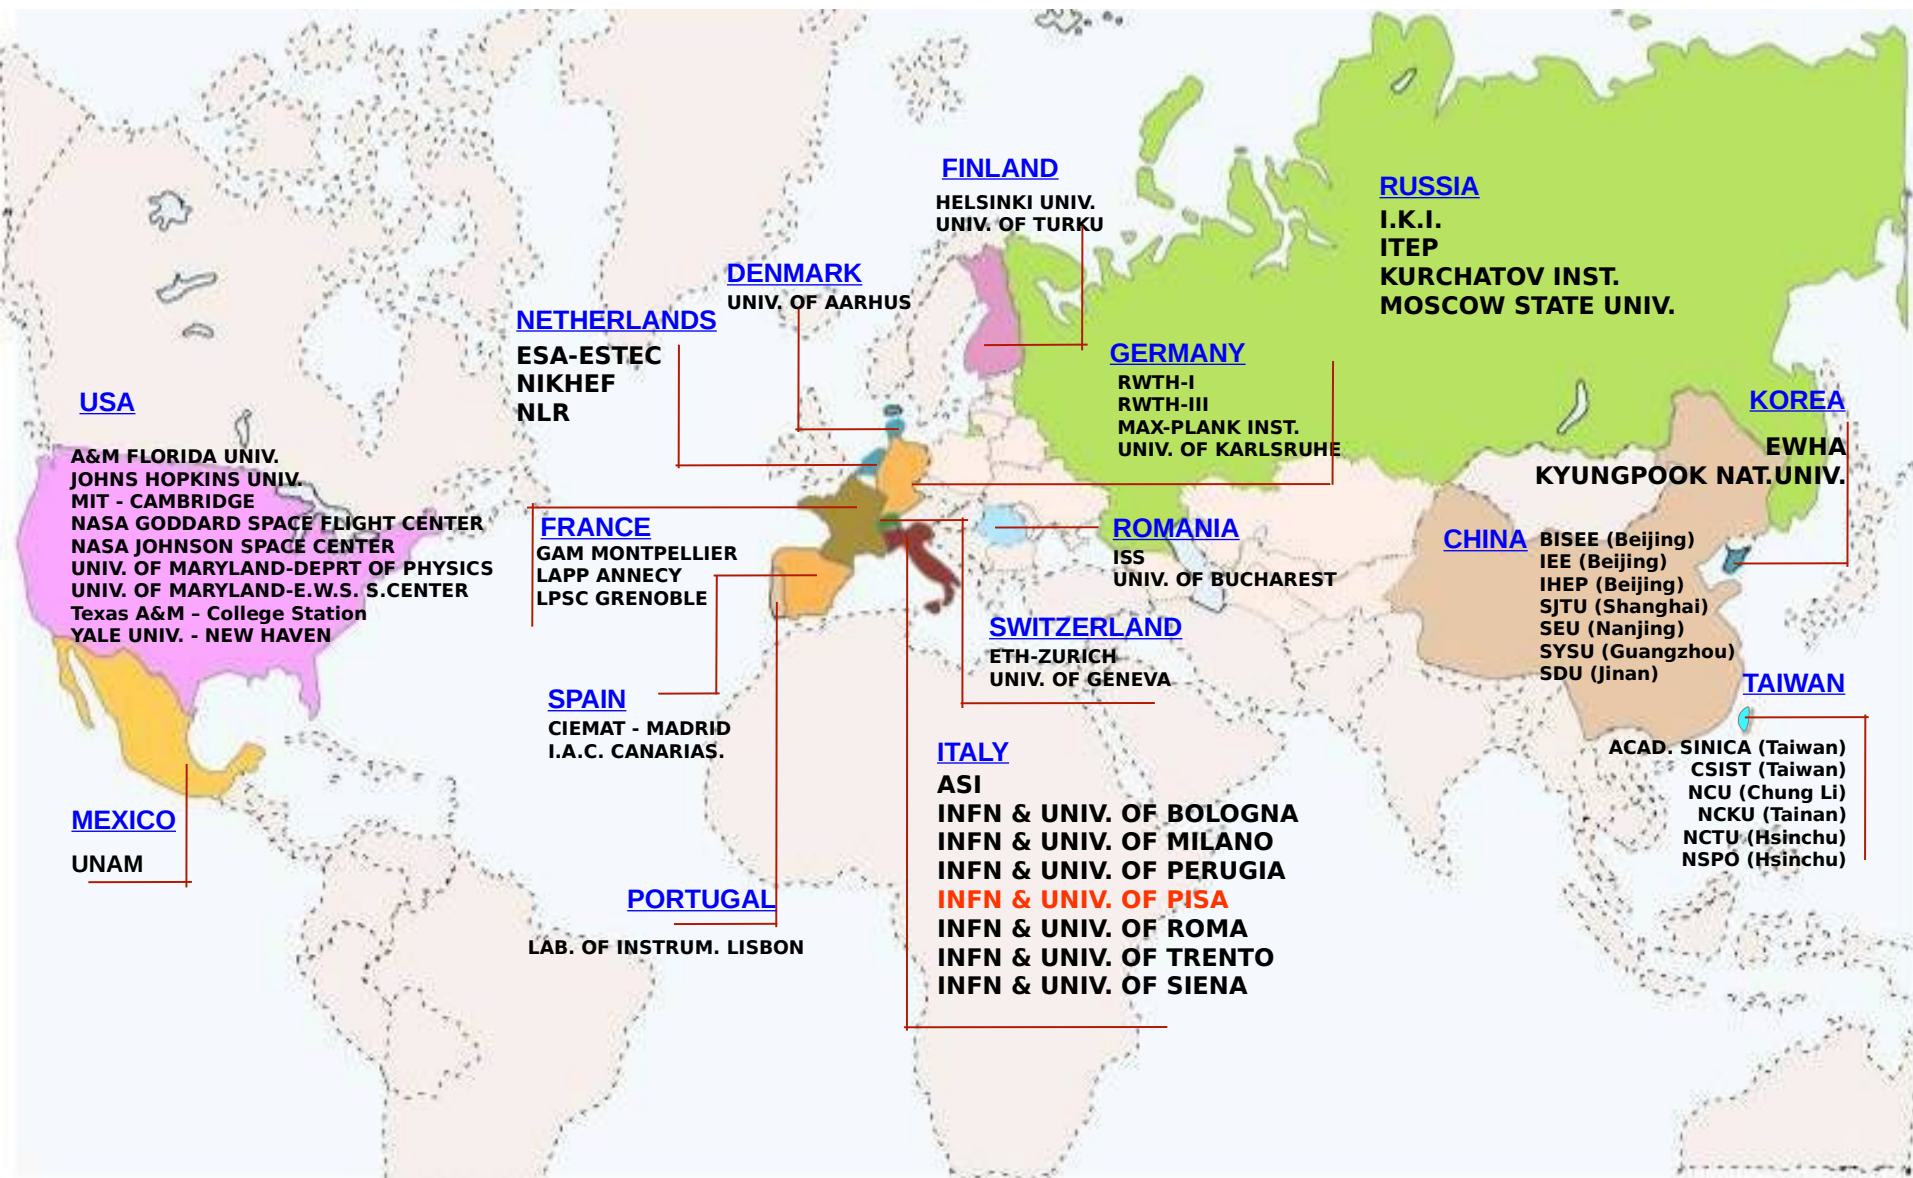 FINLAND
HELSINKI UNIV.
UNIV. OF TURKU
RUSSIA
I.K.I.
ITEP
KURCHATOV INST.
MOSCOW STATE UNIV.
DENMARK
UNIV. OF AARHUS
NETHERLANDS
ESA-ESTEC
NIKHEF
NLR
GERMANY
RWTH-I
RWTH-III
MAX-PLANK INST.
UNIV. OF KARLSRUHE
USA
A&M FLORIDA UNIV.
JOHNS HOPKINS UNIV.
MIT - CAMBRIDGE
NASA GODDARD SPACE FLIGHT CENTER
NASA JOHNSON SPACE CENTER
UNIV. OF MARYLAND-DEPRT OF PHYSICS
UNIV. OF MARYLAND-E.W.S. S.CENTER
Texas A&M – College Station
YALE UNIV. - NEW HAVEN
KOREA
EWHA
KYUNGPOOK NAT.UNIV.
FRANCE
GAM MONTPELLIER
LAPP ANNECY
LPSC GRENOBLE
ROMANIA
ISS
UNIV. OF BUCHAREST
CHINA
BISEE (Beijing)
IEE (Beijing)
IHEP (Beijing)
SJTU (Shanghai)
SEU (Nanjing)
SYSU (Guangzhou)
SDU (Jinan)
SWITZERLAND
ETH-ZURICH
UNIV. OF GENEVA
SPAIN
CIEMAT - MADRID
I.A.C. CANARIAS.
TAIWAN
ACAD. SINICA (Taiwan)
CSIST (Taiwan)
NCU (Chung Li)
NCKU (Tainan)
NCTU (Hsinchu)
NSPO (Hsinchu)
ITALY
ASI
INFN & UNIV. OF BOLOGNA
INFN & UNIV. OF MILANO
INFN & UNIV. OF PERUGIA
INFN & UNIV. OF PISA
INFN & UNIV. OF ROMA
INFN & UNIV. OF TRENTO
INFN & UNIV. OF SIENA
MEXICO
UNAM
PORTUGAL
LAB. OF INSTRUM. LISBON